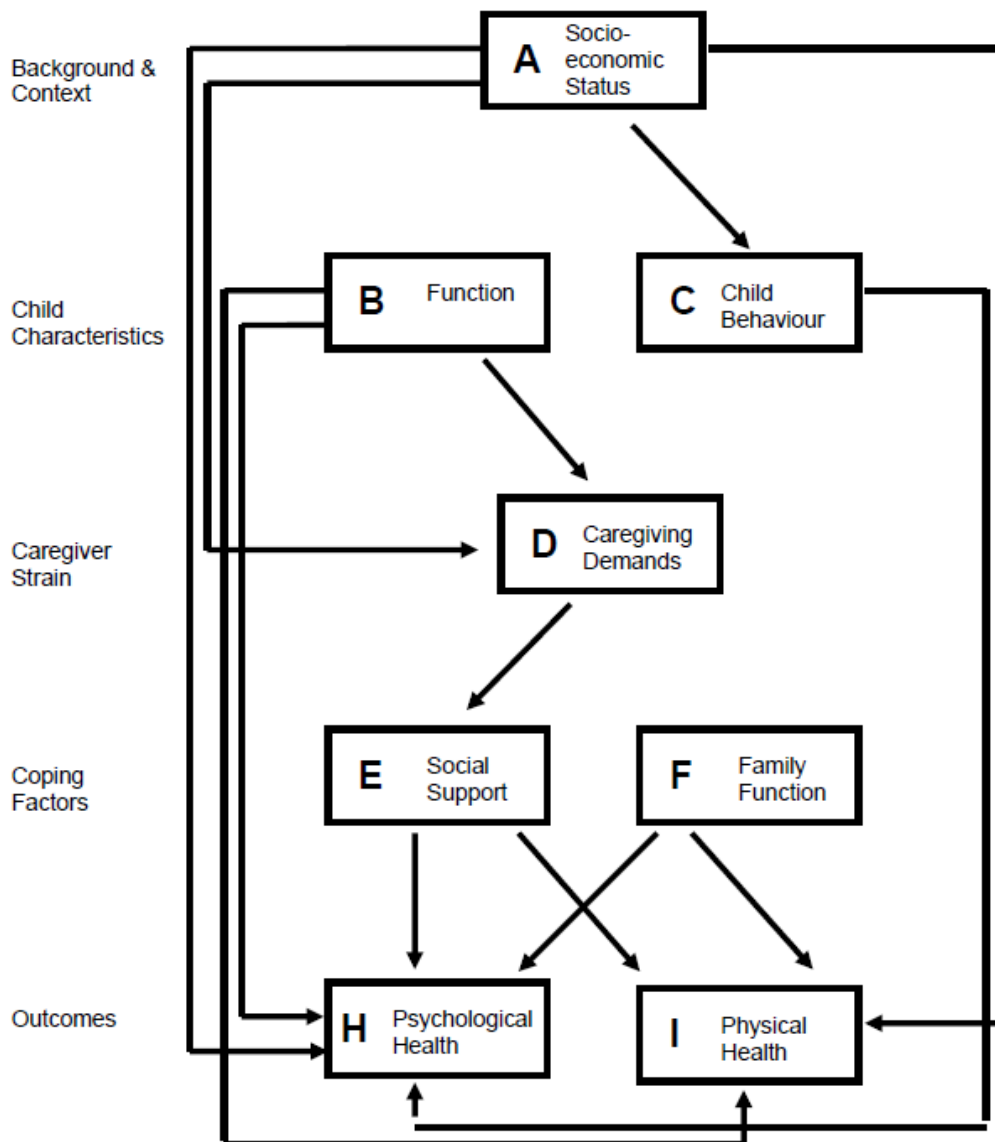 Background &
Context
A
Socio-
economic
Status
Child
Characteristics
B
Function
C
Child
Behaviour
Caregiver
Strain
D
Caregiving
Demands
Coping
Factors
E
Social
Support
F
Family
Function
Outcomes
H
Psychological
Health
I
Physical
Health